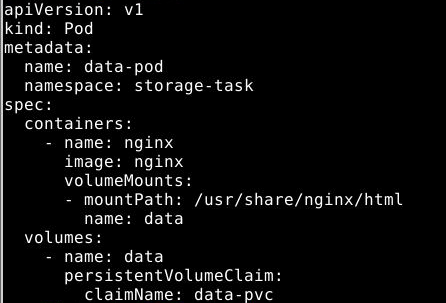 apiVersion: v1
kind: Pod
metadata:
  name: data-pod
  namespace: storage-task
spec:
  containers:
    - name: nginx
      image: nginx
      volumeMounts:
      - mountPath: /usr/share/nginx/html
        name: data
  volumes:
    - name: data
      persistentVolumeClaim:
        claimName: data-pvc